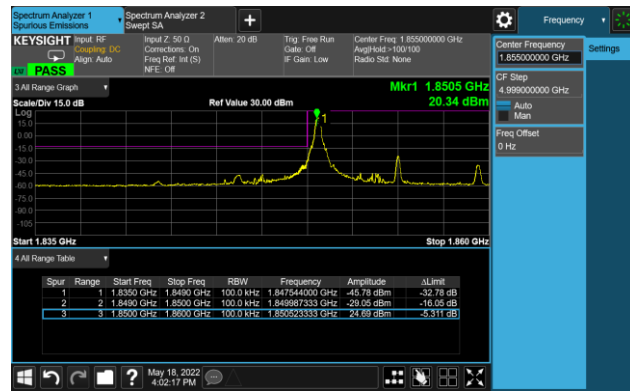 Spectrum Analyzer 1
Spurious Emissions
Spectrum Analyzer 2
Swept SA
Frequency
KEYSIGHT
Input: RF
Coupling: DC
Align: Auto
Input Z: 50 Ω
Corrections: On
Freq Ref: Int (S)
NFE: Off
Atten: 20 dB
Trig: Free Run
Gate: Off
IF Gain: Low
Center Freq: 1.855000000 GHz
Avg|Hold:>100/100
Radio Std: None
PASS
Center Frequency
1.855000000 GHz
Settings
CF Step
4.999000000 GHz
Auto
Man
Freq Offset
0 Hz
3 All Range Graph
Mkr1 1.8505 GHz
Scale/Div 15.0 dB
Ref Value 30.00 dBm
20.34 dBm
Log
15.0
0.00
-15.0
-30.0
-45.0
-60.0
-75.0
-90.0
-105
1
Start 1.835 GHz
Stop 1.860 GHz
4 All Range Table
Spur Range Start Freq Stop Freq RBW Frequency Amplitude ΔLimit
1 1 1.8350 GHz 1.8490 GHz 100.0 kHz 1.847544000 GHz -45.78 dBm -32.78 dB
2 2 1.8490 GHz 1.8500 GHz 100.0 kHz 1.849987333 GHz -29.05 dBm -16.05 dB
3 3 1.8500 GHz 1.8600 GHz 100.0 kHz 1.850523333 GHz 24.69 dBm -5.311 dB
May 18, 2022
4:02:17 PM